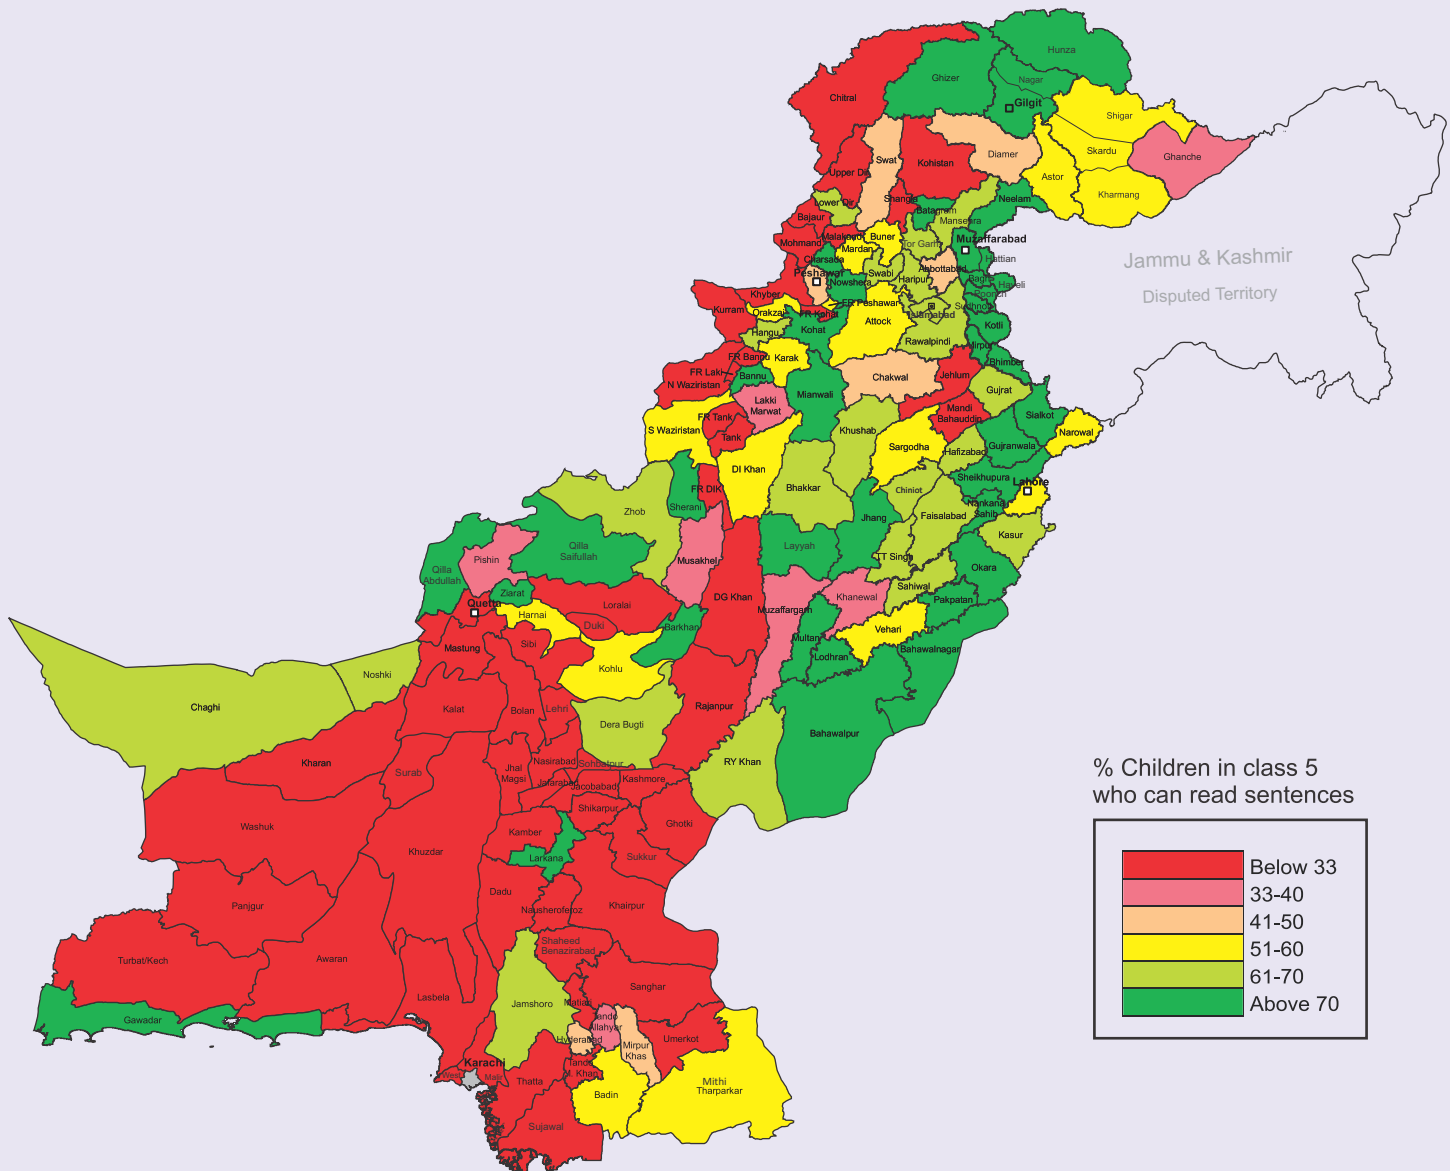 Hunza
Ghizer
Nagar
Chitral
Gilgit
Shigar
Swat
Diamer
Skardu
Ghanche
Kohistan
Upper Dir
Astor
Kharmang
Lower Dir
Shangla
Neelam
Bajaur
Batagram
Mansehra
Mohmand
Malakand
Buner
Tor Garh
Muzaffarabad
Mardan
Charsada
Hattian
Jammu & Kashmir
Peshawar
Swabi
Abbottabad
Haripur
Nowshera
Bagh
Haveli
Poonch
Disputed Territory
Khyber
FR Peshawar
Sudhnoti
Kurram
Orakzai
FR Kohat
Islamabad
Attock
Hangu
Kohat
Kotli
Rawalpindi
Mirpur
FR Bannu
Karak
Bhimber
FR Laki
Bannu
Chakwal
Jehlum
N Waziristan
Mianwali
Gujrat
Lakki
Marwat
Mandi
Bahauddin
Sialkot
FR Tank
S Waziristan
Khushab
Narowal
Tank
Sargodha
Gujranwala
Hafizabad
DI Khan
Sheikhupura
Lahore
FR DIK
Bhakkar
Chiniot
Sherani
Nankana
Sahib
Zhob
Jhang
Faisalabad
Kasur
Qilla
Saifullah
Layyah
TT Singh
Pishin
Musakhel
Okara
Qilla
Abdullah
Sahiwal
Ziarat
DG Khan
Khanewal
Pakpatan
Quetta
Loralai
Muzaffargarh
Harnai
Duki
Barkhan
Vehari
Multan
Sibi
Mastung
Lodhran
Bahawalnagar
Kohlu
Noshki
Chaghi
Kalat
Bolan
Lehri
Rajanpur
Dera Bugti
Bahawalpur
Kharan
Nasirabad
Sohbatpur
RY Khan
Surab
Jhal
Magsi
Jafarabad
Jacobabad
Kashmore
% Children in class 5
who can read sentences
Shikarpur
Washuk
Kamber
Ghotki
Khuzdar
Larkana
Sukkur
Below 33
33-40
41-50
51-60
61-70
Above 70
Dadu
Panjgur
Nausheroferoz
Khairpur
Shaheed
Benazirabad
Turbat/Kech
Awaran
Sanghar
Lasbela
Jamshoro
Matiari
Gawadar
Tando
Allahyar
Hyderabad
Mirpur
Khas
Umerkot
Karachi
West
Malir
Thatta
Tando
M. Khan
Badin
Mithi
Tharparkar
Sujawal